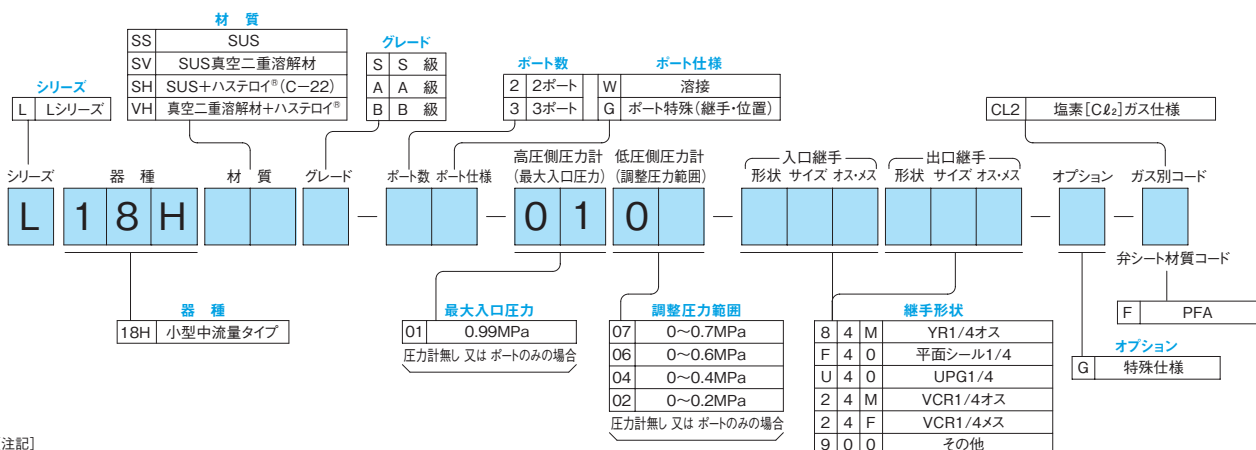 材 質
SS SUS
SV SUS真空二重溶解材
SH SUS+ハステロイ®(C-22)
VH 真空二重溶解材+ハステロイ®
グレード
S S 級
A A 級
B B 級
ポート数
2 2ポート
3 3ポート
ポート仕様
W 溶接
G ポート特殊(継手・位置)
シリーズ
L Lシリーズ
CL2 塩素[Cℓ₂]ガス仕様
シリーズ
器 種
材 質
グレード
ポート数
ポート仕様
高圧側圧力計
(最大入口圧力)
低圧側圧力計
(調整圧力範囲)
入口継手
形状 サイズ オス・メス
出口継手
形状 サイズ オス・メス
オプション
ガス別コード
L 1 8 H — — 0 1 0 — — —
弁シート材質コード
F PFA
器 種
18H 小型中流量タイプ
最大入口圧力
01 0.99MPa
圧力計無し 又は ポートのみの場合
調整圧力範囲
07 0〜0.7MPa
06 0〜0.6MPa
04 0〜0.4MPa
02 0〜0.2MPa
圧力計無し 又は ポートのみの場合
継手形状
8 4 M YR1/4オス
F 4 0 平面シール1/4
U 4 0 UPG1/4
2 4 M VCR1/4オス
2 4 F VCR1/4メス
9 0 0 その他
オプション
G 特殊仕様
注記]